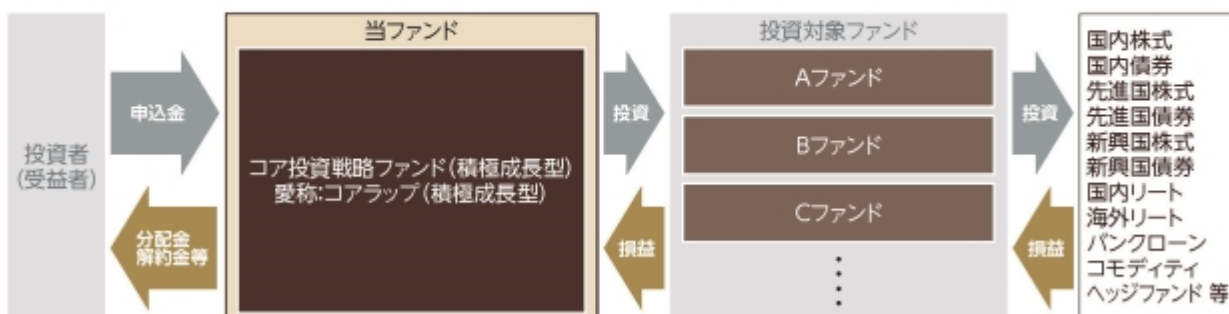 投資者
(受益者)
申込金
分配金
解約金等
当ファンド
コア投資戦略ファンド(積極成長型)
愛称:コアラップ(積極成長型)
投資
損益
投資対象ファンド
Aファンド
Bファンド
Cファンド
投資
損益
国内株式
国内債券
先進国株式
先進国債券
新興国株式
新興国債券
国内リート
海外リート
バンクローン
コモディティ
ヘッジファンド 等